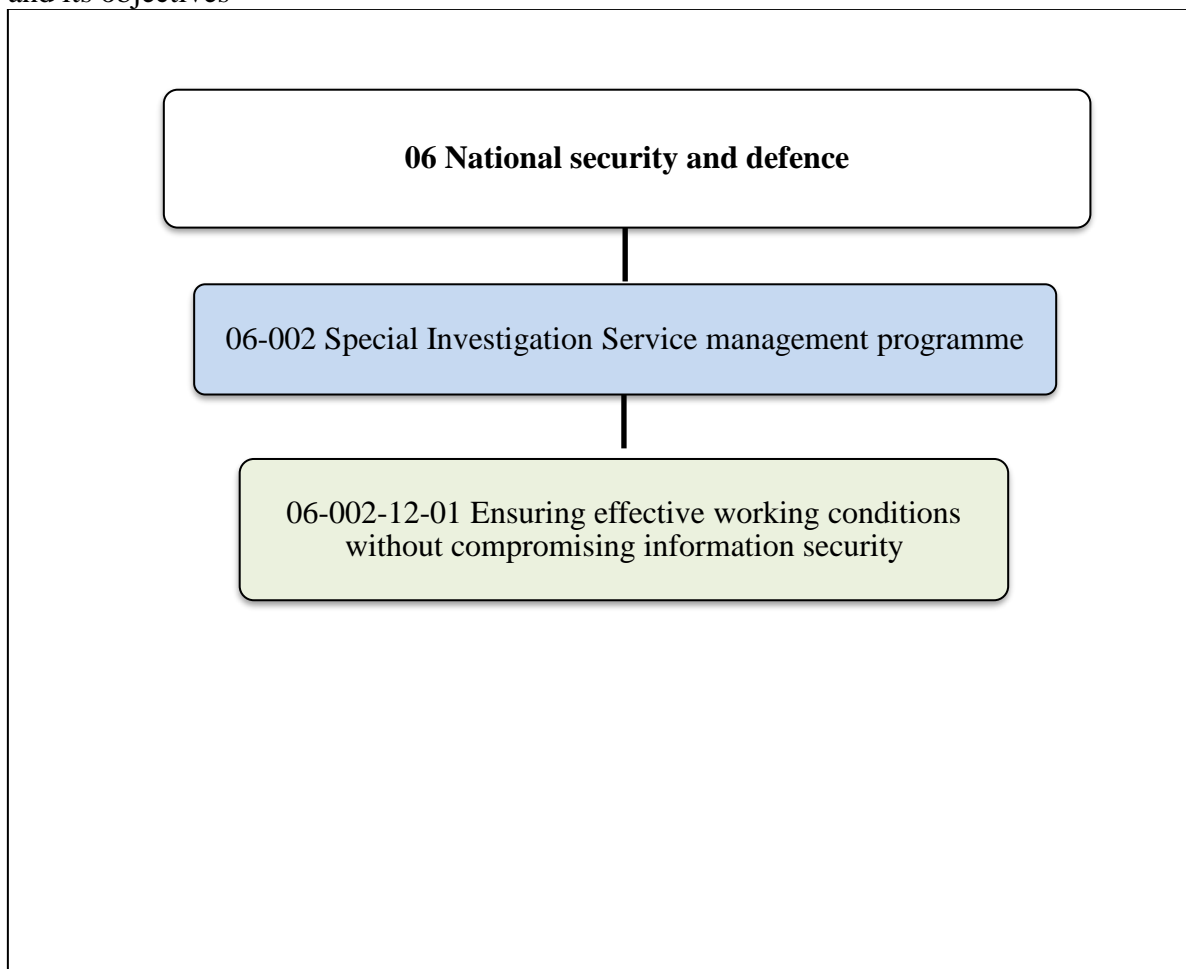 and its objectives
06 National security and defence
06-002 Special Investigation Service management programme
06-002-12-01 Ensuring effective working conditions
without compromising information security